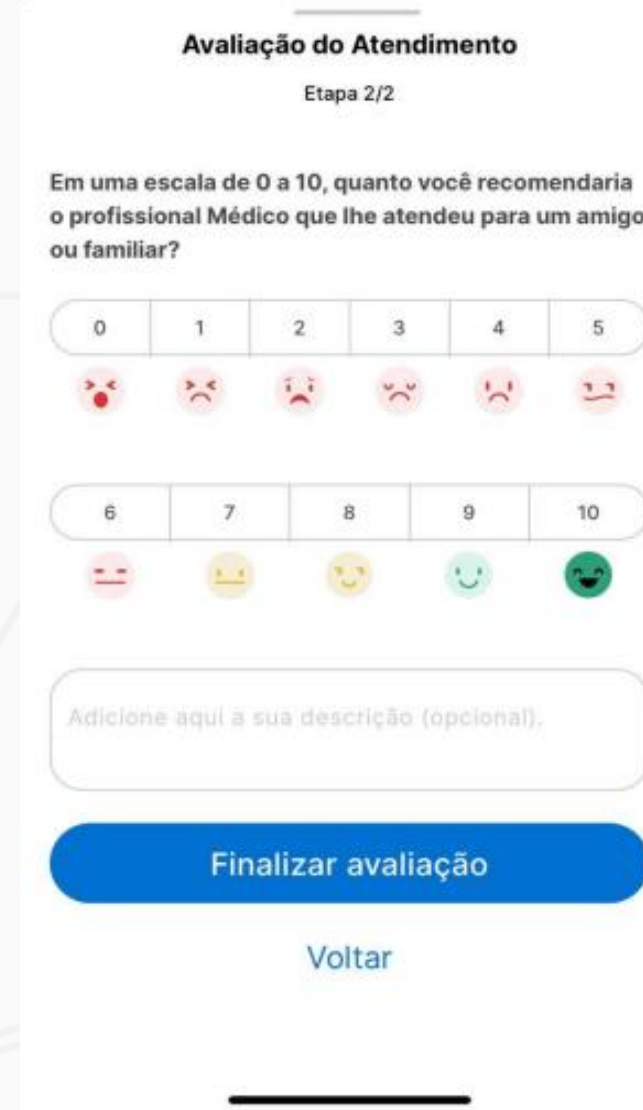 Avaliação do Atendimento
Etapa 2/2
Em uma escala de 0 a 10, quanto você recomendaria
o profissional Médico que lhe atendeu para um amigo
ou familiar?
0 1 2 3 4 5
6 7 8 9 10
Adicione aqui a sua descrição (opcional).
Finalizar avaliação
Voltar